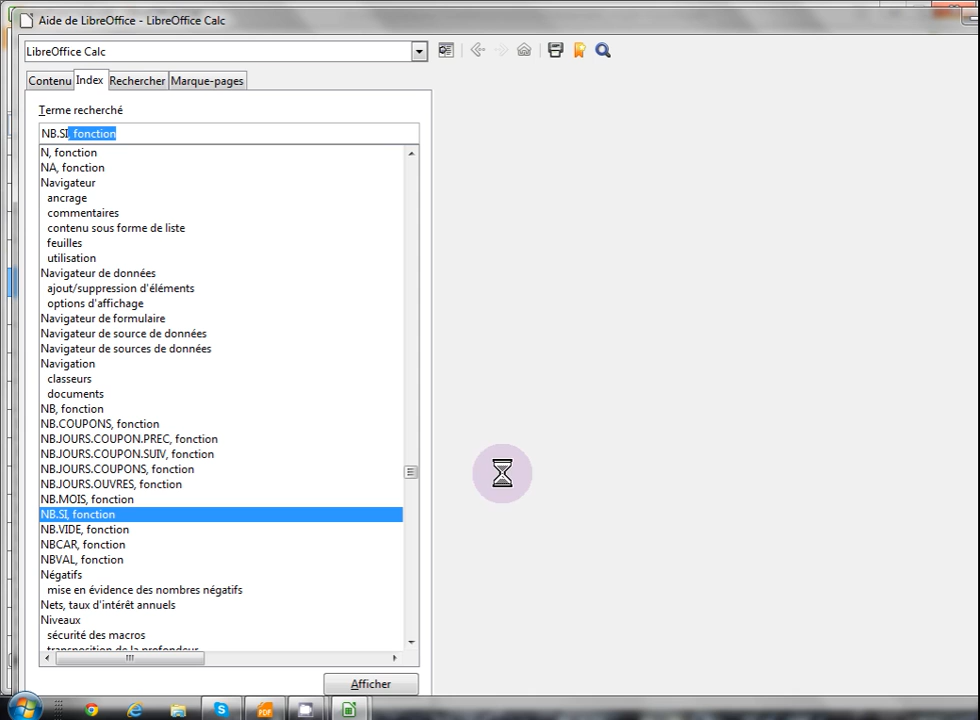 Aide de LibreOffice - LibreOffice Calc
LibreOffice Calc
Contenu Index Rechercher Marque-pages
Terme recherché
NB.SI, fonction
N, fonction
NA, fonction
Navigateur
ancrage
commentaires
contenu sous forme de liste
feuilles
utilisation
Navigateur de données
ajout/suppression d'éléments
options d'affichage
Navigateur de formulaire
Navigateur de source de données
Navigateur de sources de données
Navigation
classeurs
documents
NB, fonction
NB.COUPONS, fonction
NB.JOURS.COUPON.PREC, fonction
NB.JOURS.COUPON.SUIV, fonction
NB.JOURS.COUPONS, fonction
NB.JOURS.OUVRES, fonction
NB.MOIS, fonction
NB.SI, fonction
NB.VIDE, fonction
NBCAR, fonction
NBVAL, fonction
Négatifs
mise en évidence des nombres négatifs
Nets, taux d'intérêt annuels
Niveaux
sécurité des macros
transposition de la profondeur
Afficher